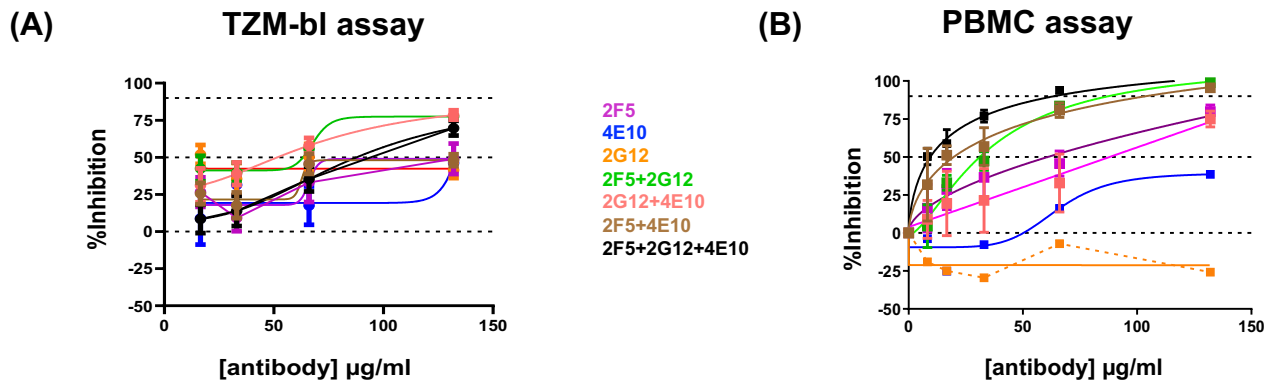 (A)
TZM-bl assay
%Inhibition
100
75
50
25
0
-25
-50
0
50
100
150
[antibody] µg/ml
2F5
4E10
2G12
2F5+2G12
2G12+4E10
2F5+4E10
2F5+2G12+4E10
(B)
PBMC assay
%Inhibition
100
75
50
25
0
-25
-50
0
50
100
150
[antibody] µg/ml